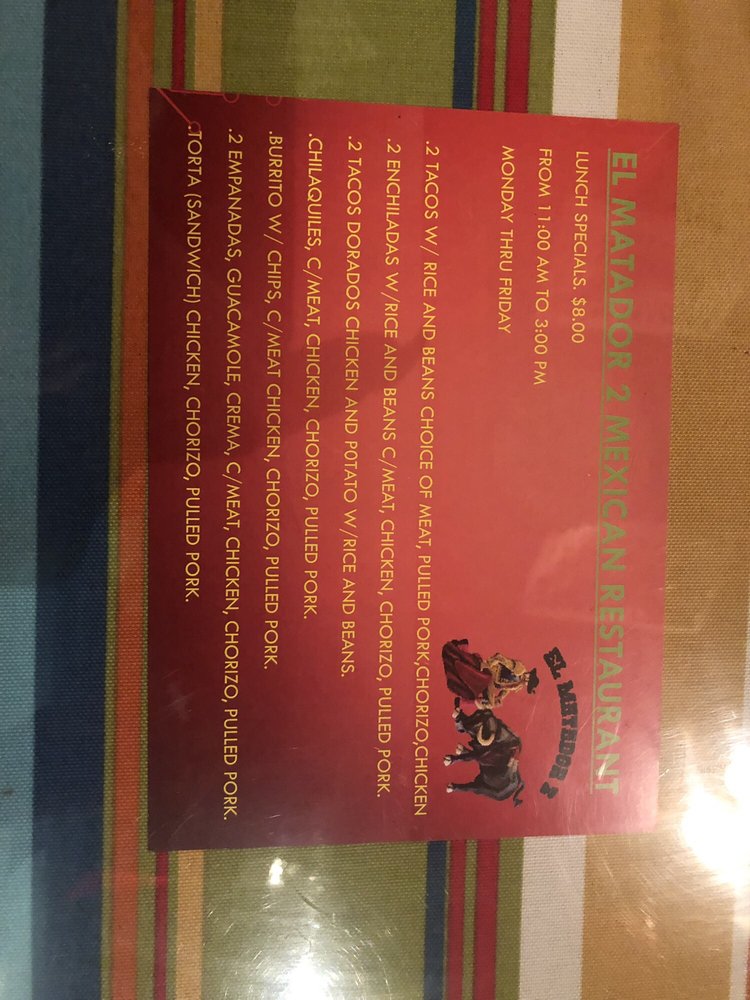 EL MATADOR 2 MEXICAN RESTAURANT
LUNCH SPECIALS. $8.00
FROM 11:00 AM TO 3:00 PM
MONDAY THRU FRIDAY
EL MATADOR 2
.2 TACOS W/ RICE AND BEANS CHOICE OF MEAT, PULLED PORK,CHORIZO,CHICKEN
.2 ENCHILADAS W/RICE AND BEANS C/MEAT, CHICKEN, CHORIZO, PULLED PORK.
.2 TACOS DORADOS CHICKEN AND P0TATO W/RICE AND BEANS.
.CHILAQUILES, C/MEAT, CHICKEN, CHORIZO, PULLED PORK.
.BURRITO W/ CHIPS, C/MEAT CHICKEN, CHORIZO, PULLED PORK.
.2 EMPANADAS, GUACAMOLE, CREMA, C/MEAT, CHICKEN, CHORIZO, PULLED PORK.
.TORTA (SANDWICH) CHICKEN, CHORIZO, PULLED PORK.